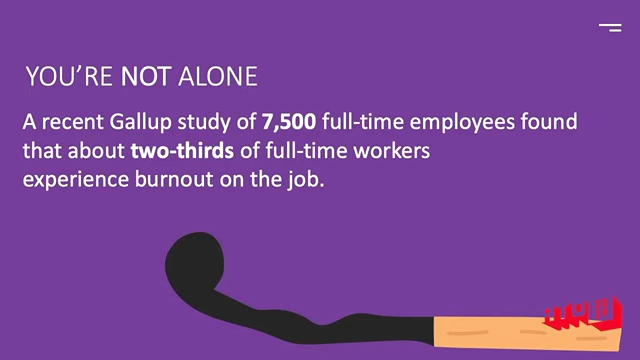 YOU’RE NOT ALONE
A recent Gallup study of 7,500 full-time employees found
that about two-thirds of full-time workers
experience burnout on the job.